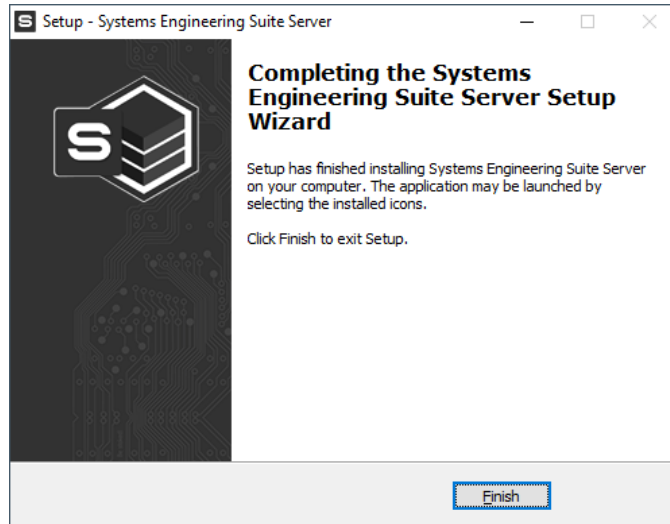 S Setup - Systems Engineering Suite Server
Completing the Systems
Engineering Suite Server Setup
Wizard
S
Setup has finished installing Systems Engineering Suite Server
on your computer. The application may be launched by
selecting the installed icons.
Click Finish to exit Setup.
Finish